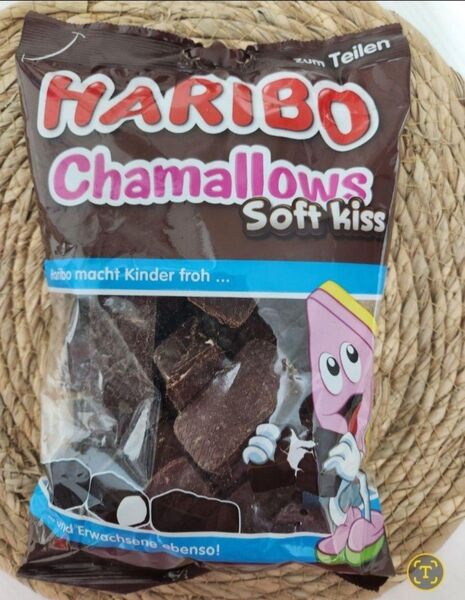 zum Teilen
HARIBO
Chamallows
Soft kiss
Haribo macht Kinder froh ...
... und Erwachsene ebenso!
T